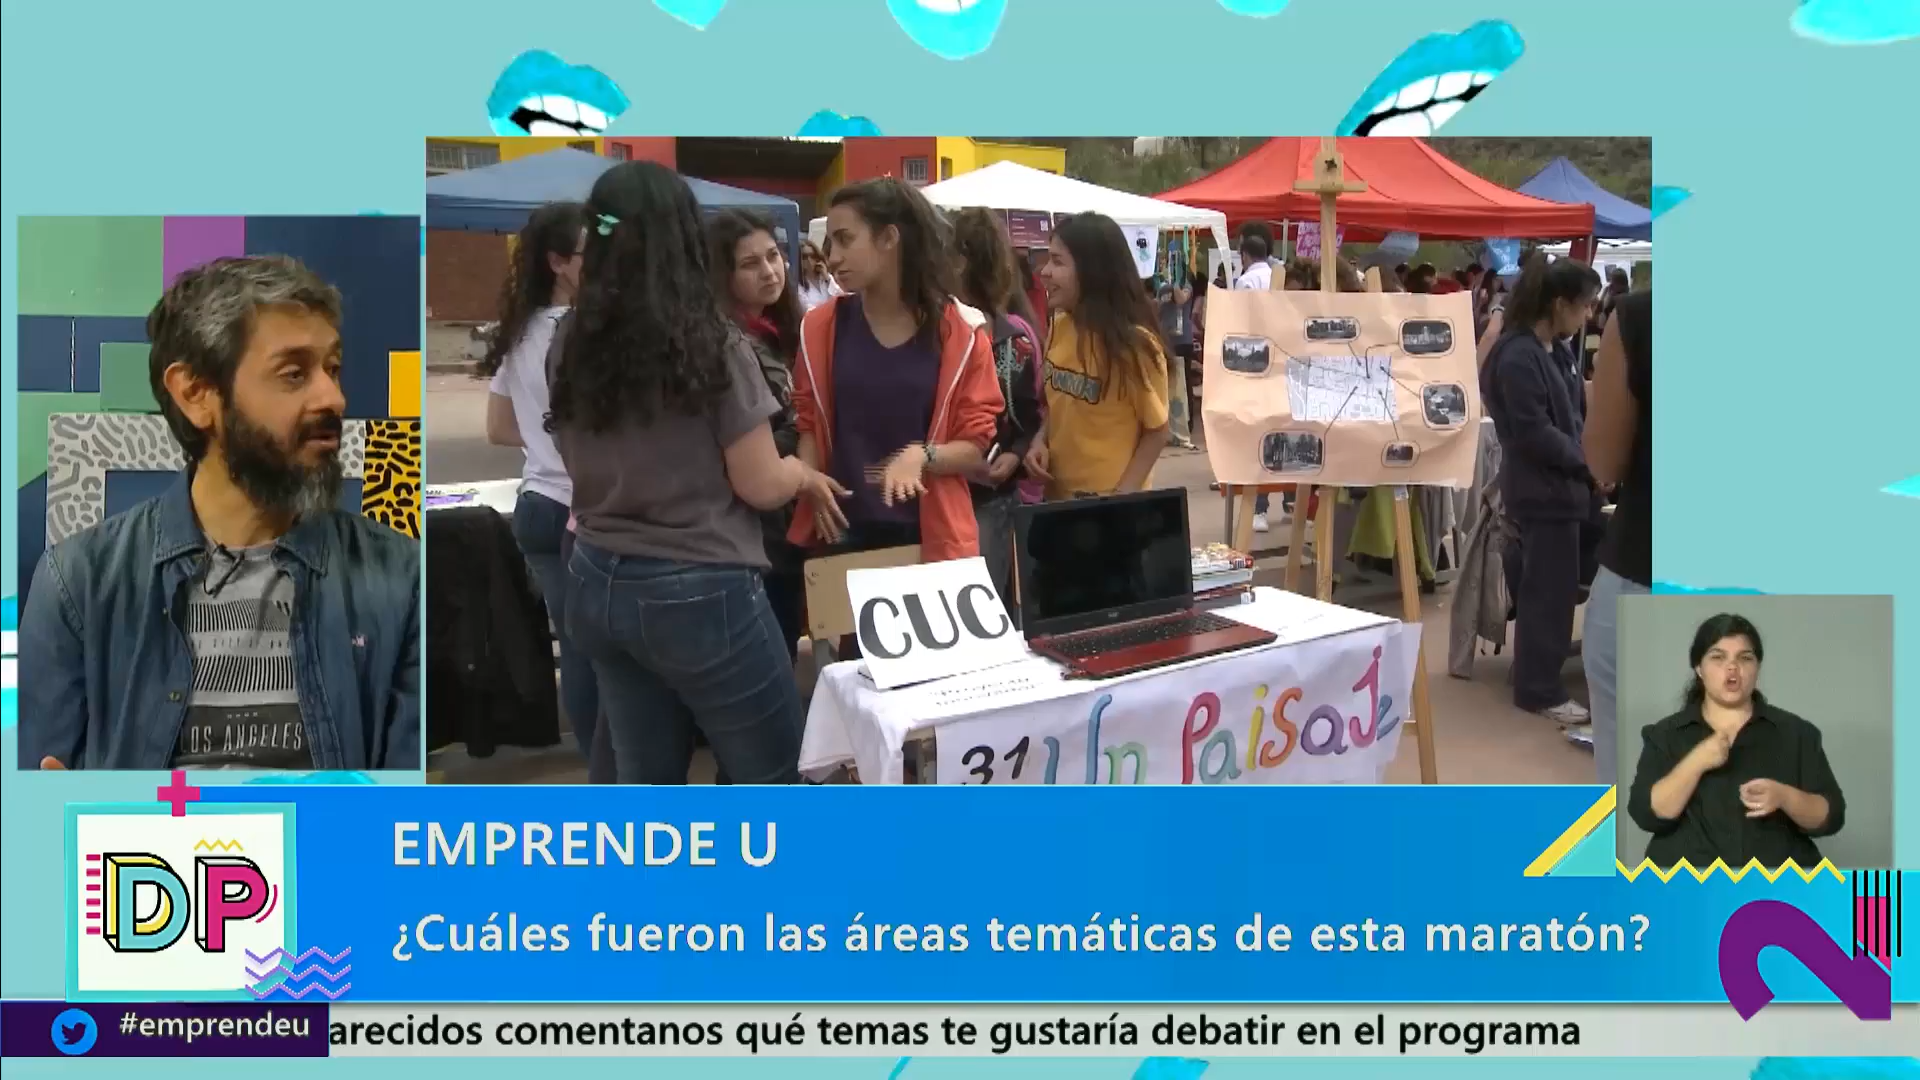 CUC
31 Un Paisaje
LOS ANGELES
DP
EMPRENDE U
¿Cuáles fueron las áreas temáticas de esta maratón?
#emprendeu
arecidos comentanos qué temas te gustaría debatir en el programa